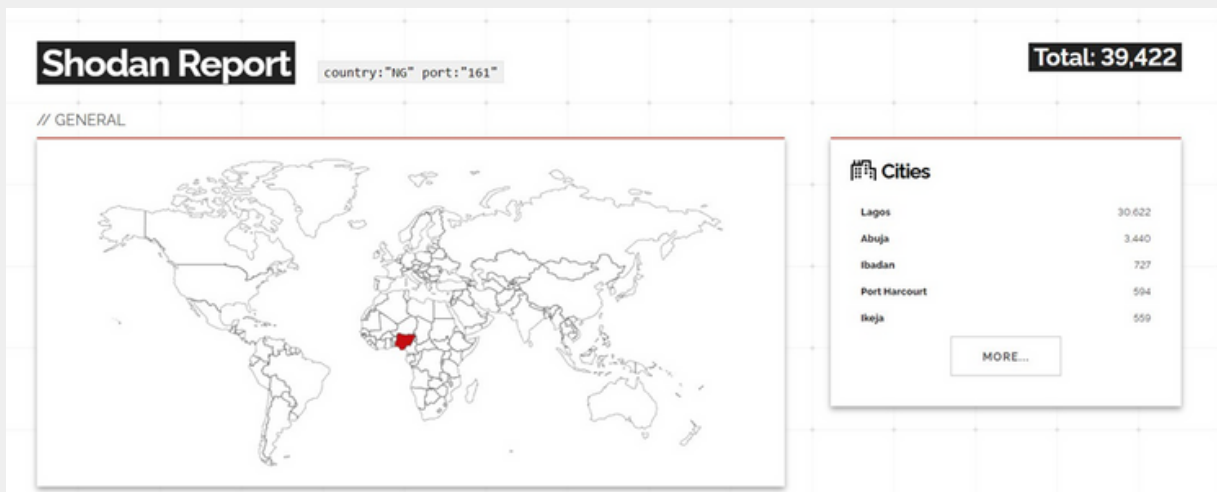 Shodan Report
country:"NG" port:"161"
Total: 39,422
// GENERAL
Cities
Lagos 30,622
Abuja 3,440
Ibadan 727
Port Harcourt 594
Ikeja 559
MORE...